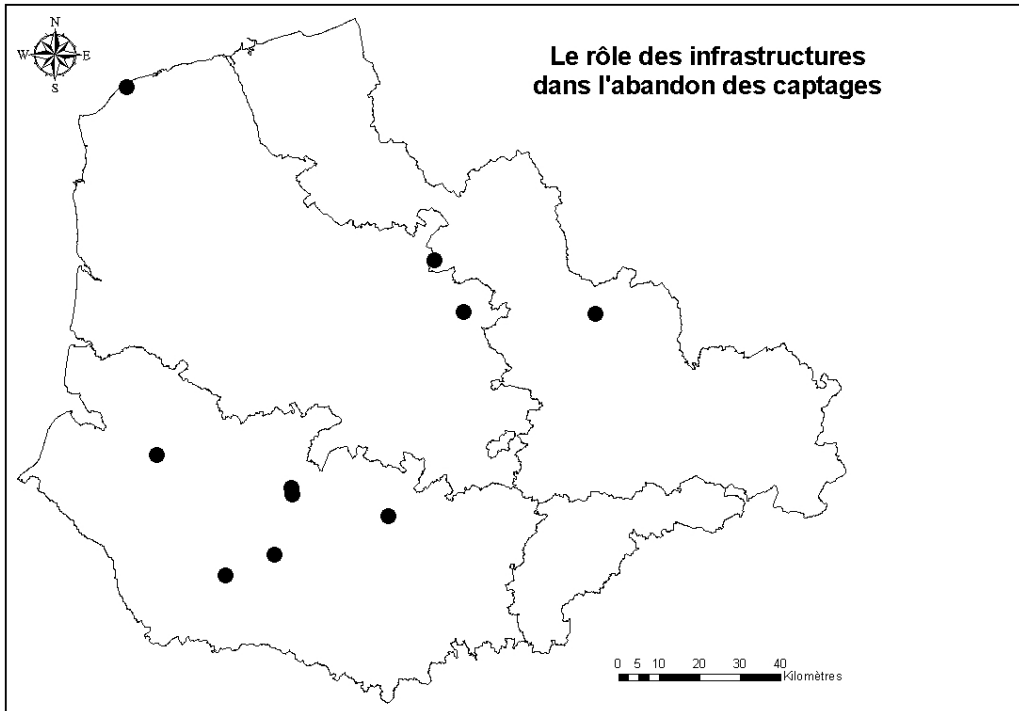 N
W E
S
Le rôle des infrastructures
dans l'abandon des captages
0 5 10 20 30 40
Kilomètres